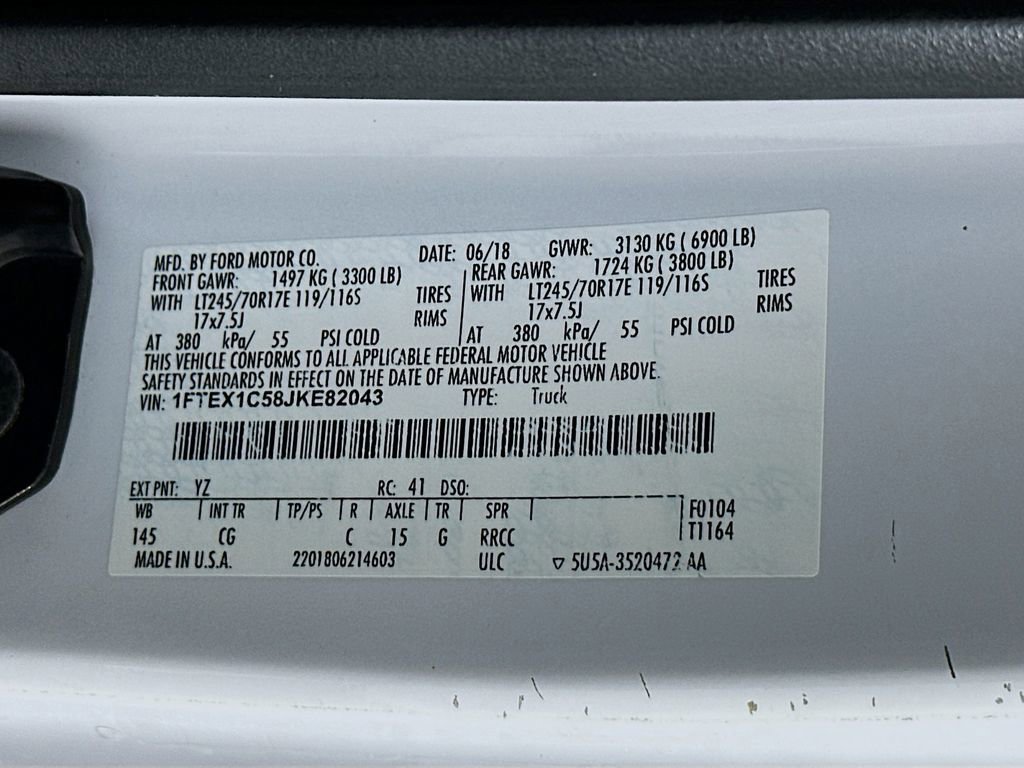 MFD. BY FORD MOTOR CO. DATE: 06/18 GVWR: 3130 KG ( 6900 LB)
FRONT GAWR: 1497 KG ( 3300 LB) REAR GAWR: 1724 KG ( 3800 LB)
WITH LT245/70R17E 119/116S TIRES WITH LT245/70R17E 119/116S TIRES
17x7.5J RIMS 17x7.5J RIMS
AT 380 kPa/ 55 PSI COLD AT 380 kPa/ 55 PSI COLD
THIS VEHICLE CONFORMS TO ALL APPLICABLE FEDERAL MOTOR VEHICLE
SAFETY STANDARDS IN EFFECT ON THE DATE OF MANUFACTURE SHOWN ABOVE.
VIN: 1FTEX1C58JKE82043 TYPE: Truck
EXT PNT: YZ RC: 41 DSO:
WB INT TR TP/PS R AXLE TR SPR F0104
145 CG C 15 G RRCC T1164
MADE IN U.S.A. 2201806214603 ULC ▽ 5U5A-3520472 AA